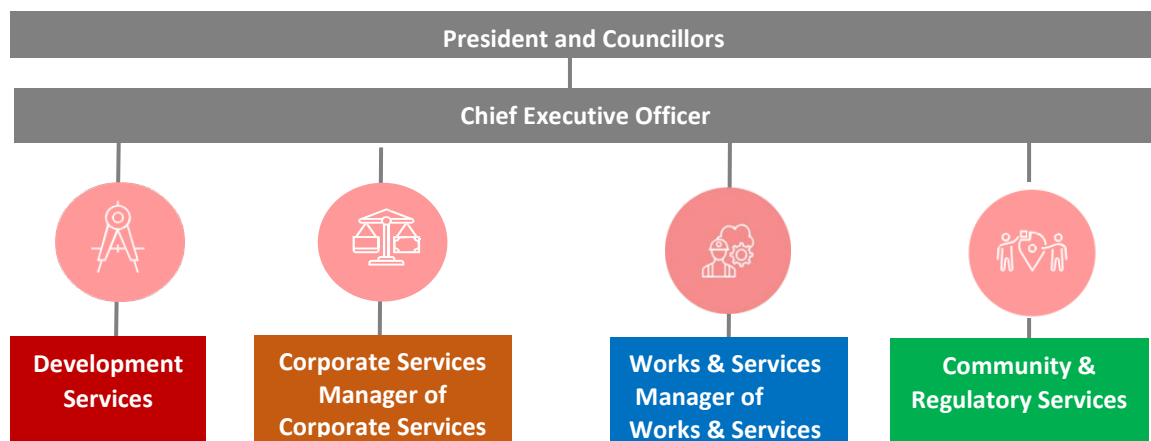 President and Councillors
Chief Executive Officer
Development
Services
Corporate Services
Manager of
Corporate Services
Works & Services
Manager of
Works & Services
Community &
Regulatory Services